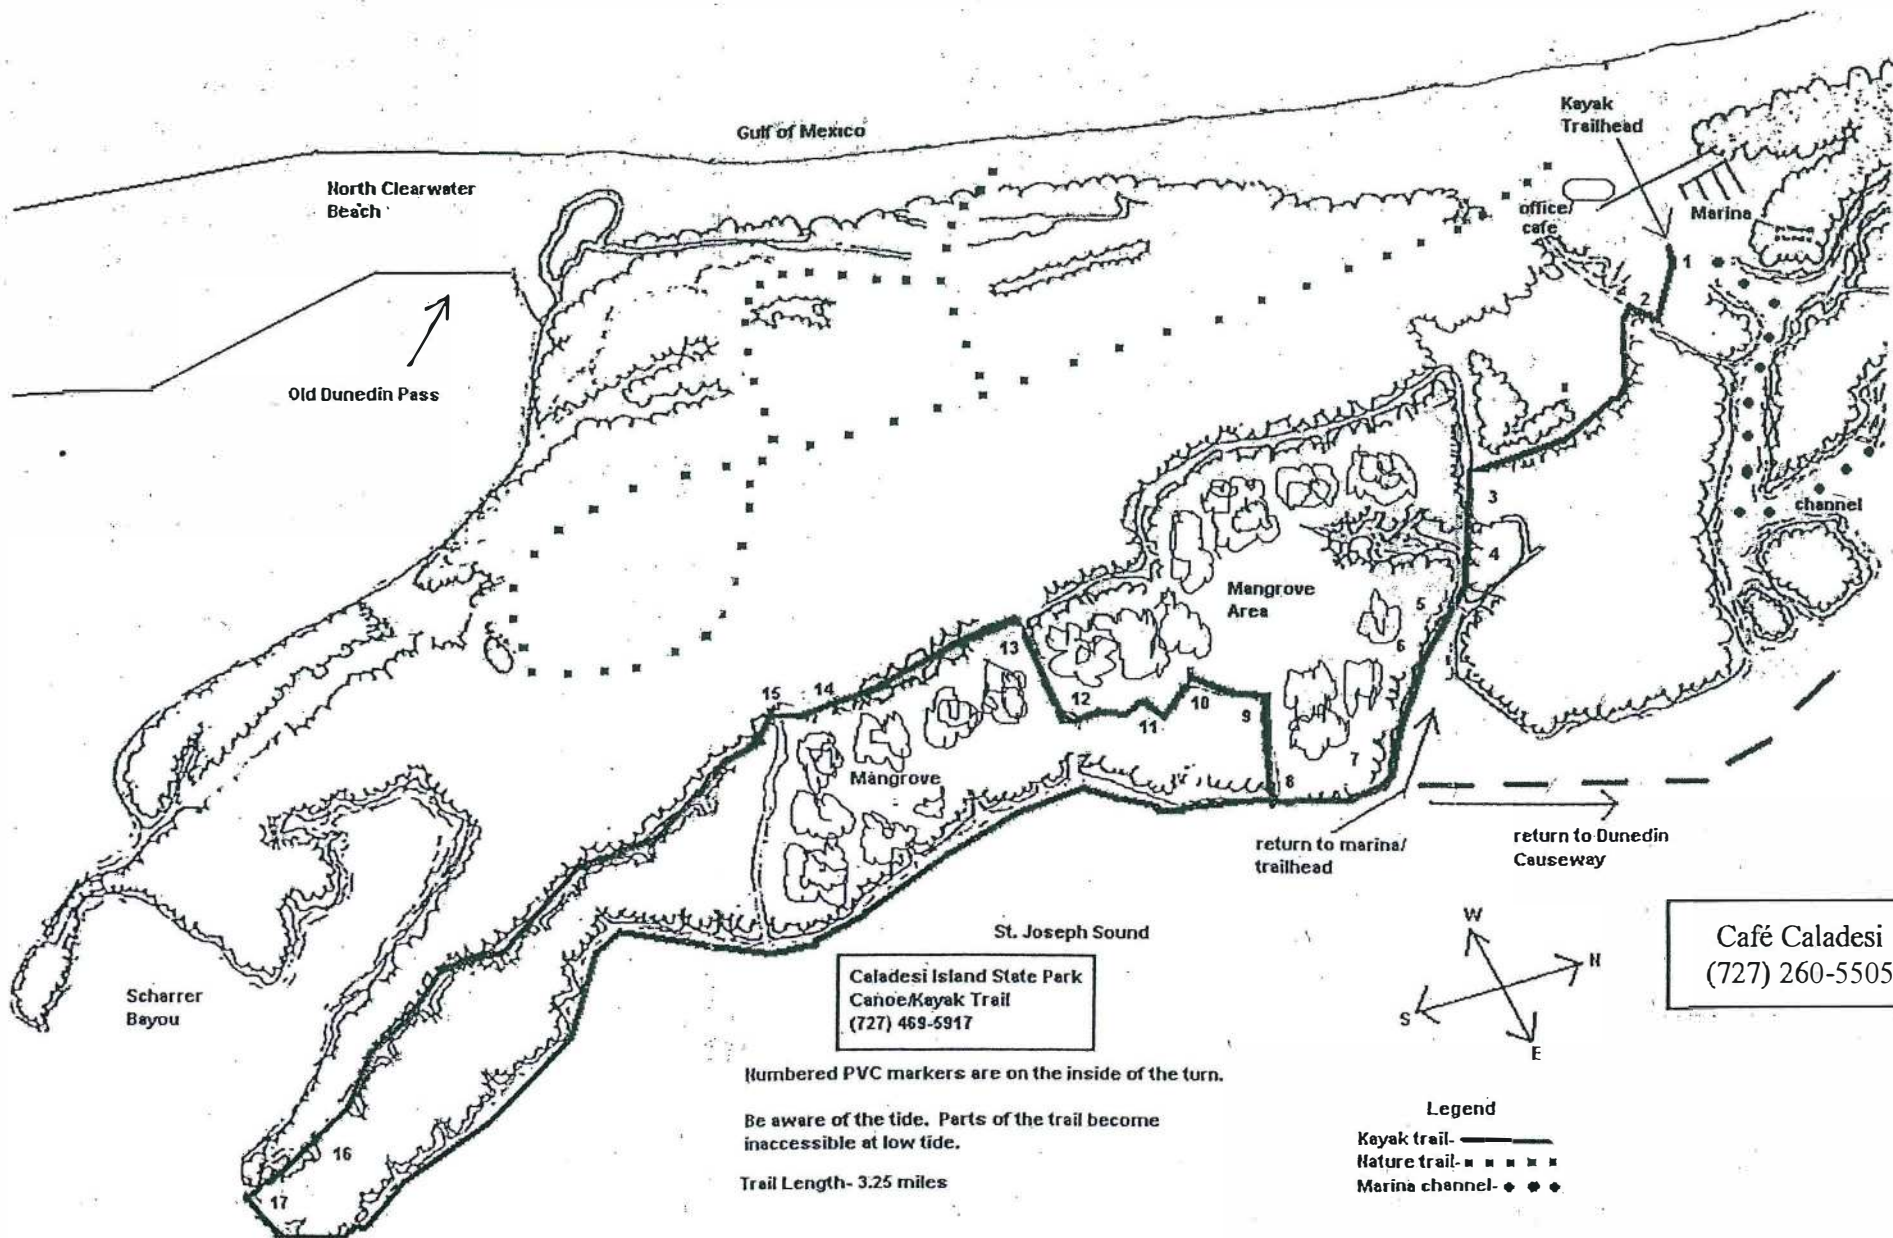 Gulf of Mexico
Kayak
Trailhead
North Clearwater
Beach
office/
cafe
Marina
1
2
Old Dunedin Pass
3
channel
4
Mangrove
Area
5
6
13
15
14
12
10
9
11
7
8
Mangrove
return to marina/
trailhead
return to Dunedin
Causeway
St. Joseph Sound
W
N
S
E
Café Caladesi
(727) 260-5505
Scharrer
Bayou
Caladesi Island State Park
Canoe/Kayak Trail
(727) 469-5917
Numbered PVC markers are on the inside of the turn.
Be aware of the tide. Parts of the trail become
inaccessible at low tide.
Trail Length- 3.25 miles
16
17
Legend
Kayak trail-
Nature trail-
Marina channel-